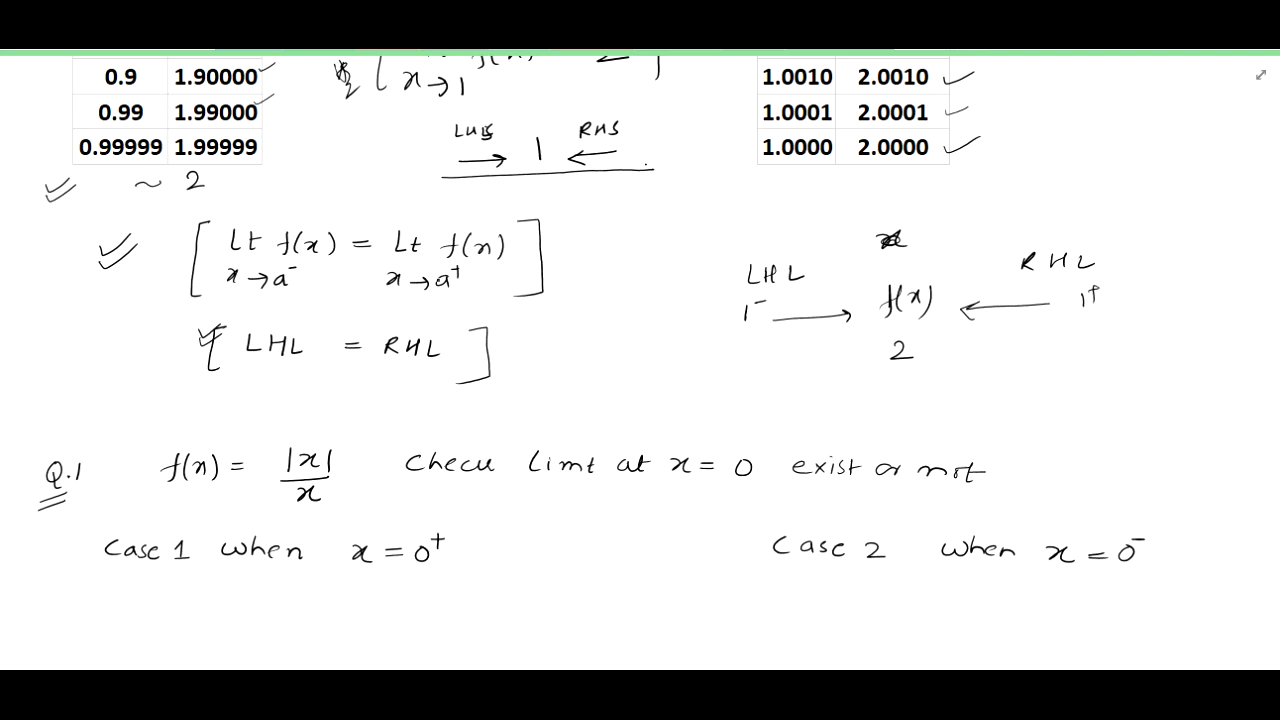 0.9 1.90000
0.99 1.99000
0.99999 1.99999
x→1
1.0010 2.0010
1.0001 2.0001
1.0000 2.0000
1 RHS
~ 2
[ Lt f(x) = Lt f(x) ]
x→a⁻ x→a⁺
[ LHL = RHL ]
LHL RHL
1⁻ f(x) 1⁺
2
Q.1 f(x) = |x|/x Check limt at x = 0 exist or not
Case 1 when x = 0⁺
Case 2 when x = 0⁻